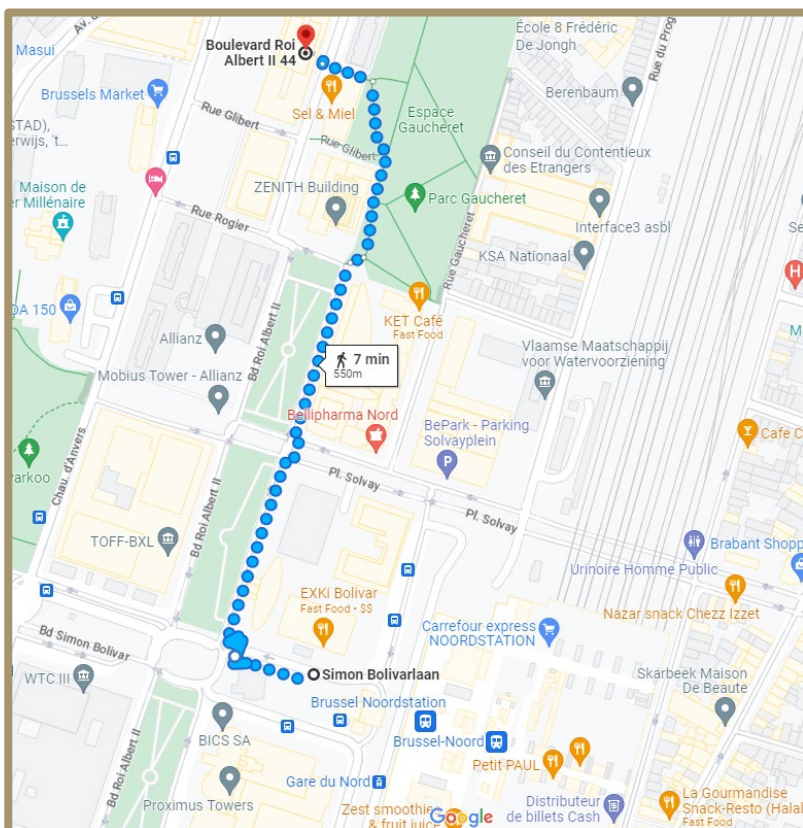 École 8 Frédéric
De Jongh
Masui
Av. d
Boulevard Roi
Albert II 44
Rue du Prog
Brussels Market
Sel & Miel
Berenbaum
Espace
Gaucheret
STAD),
erwijs, 't...
Rue Glibert
Rue Glibert
Conseil du Contentieux
des Etrangers
Maison de
er Millénaire
ZENITH Building
Parc Gaucheret
Rue Rogier
Interface3 asbl
Se
KSA Nationaal
Rue Gaucheret
H
DA 150
KET Café
Fast Food
Allianz
Bd Roi Albert II
7 min
550m
Vlaamse Maatschappij
voor Watervoorziening
Mobius Tower - Allianz
Bellipharma Nord
BePark - Parking
Solvayplein
P
Cafe C
Parkoo
Chau. d'Anvers
Pl. Solvay
Pl. Solvay
Bd Roi Albert II
TOFF-BXL
Brabant Shopp
Urinoire Homme Public
EXKi Bolivar
Fast Food • $$
Nazar snack Chezz Izzet
Carrefour express
NOORDSTATION
Bd Simon Bolivar
Simon Bolivarlaan
WTC III
Skarbeek Maison
De Beaute
Brussel Noordstation
BICS SA
Brussel-Noord
Bd Roi Albert II
Petit PAUL
Gare du Nord
Proximus Towers
Zest smoothie
& fruit juice
Google
Distributeur
de billets Cash
La Gourmandise
Snack-Resto (Halal
Fast Food